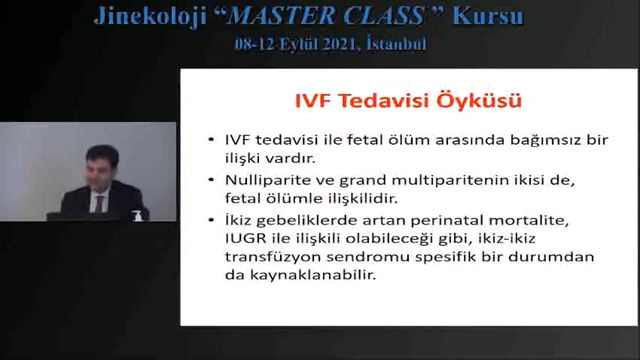 Jinekoloji “MASTER CLASS ” Kursu
08-12 Eylül 2021, İstanbul
IVF Tedavisi Öyküsü
• IVF tedavisi ile fetal ölüm arasında bağımsız bir
ilişki vardır.
• Nulliparite ve grand multiparitenin ikisi de,
fetal ölümle ilişkilidir.
• İkiz gebeliklerde artan perinatal mortalite,
IUGR ile ilişkili olabileceği gibi, ikiz-ikiz
transfüzyon sendromu spesifik bir durumdan
da kaynaklanabilir.